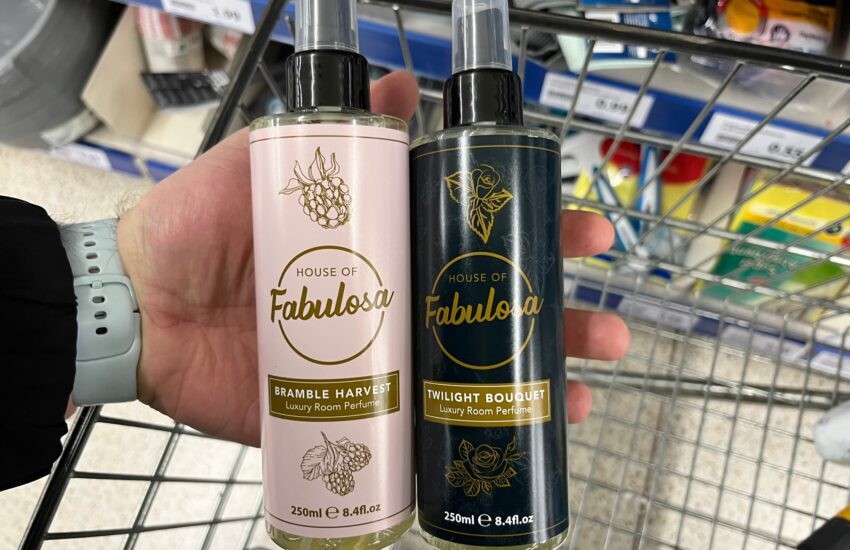 HOUSE OF
Fabulosa
BRAMBLE HARVEST
Luxury Room Perfume
250ml ℮ 8.4fl.oz
HOUSE OF
Fabulosa
TWILIGHT BOUQUET
Luxury Room Perfume
250ml ℮ 8.4fl.oz